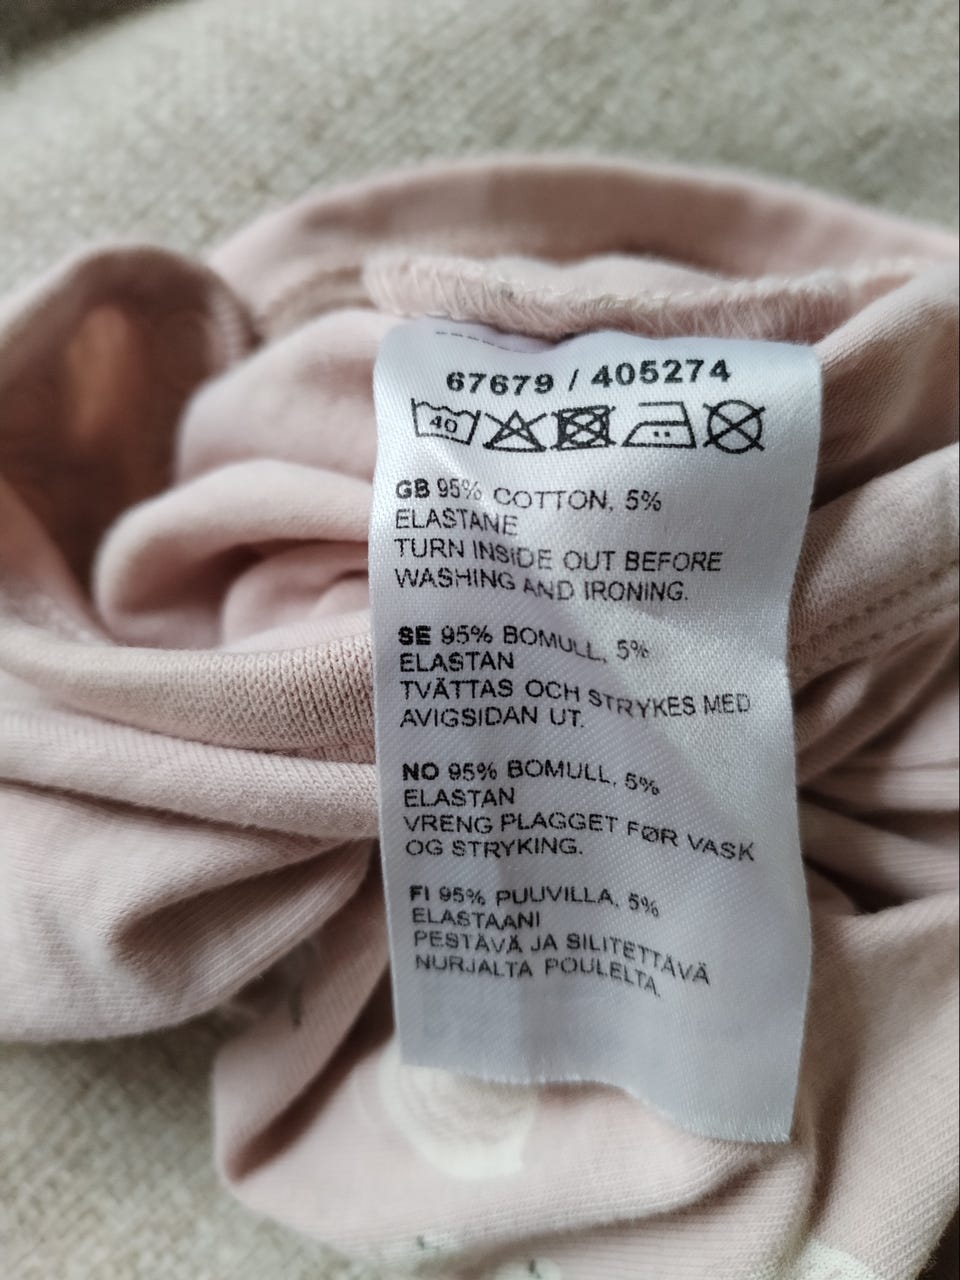 67679 / 405274
40
GB 95% COTTON, 5%
ELASTANE
TURN INSIDE OUT BEFORE
WASHING AND IRONING.
SE 95% BOMULL, 5%
ELASTAN
TVÄTTAS OCH STRYKES MED
AVIGSIDAN UT.
NO 95% BOMULL, 5%
ELASTAN
VRENG PLAGGET FØR VASK
OG STRYKING.
FI 95% PUUVILLA, 5%
ELASTAANI
PESTÄVÄ JA SILITETTÄVÄ
NURJALTA POULELTA.